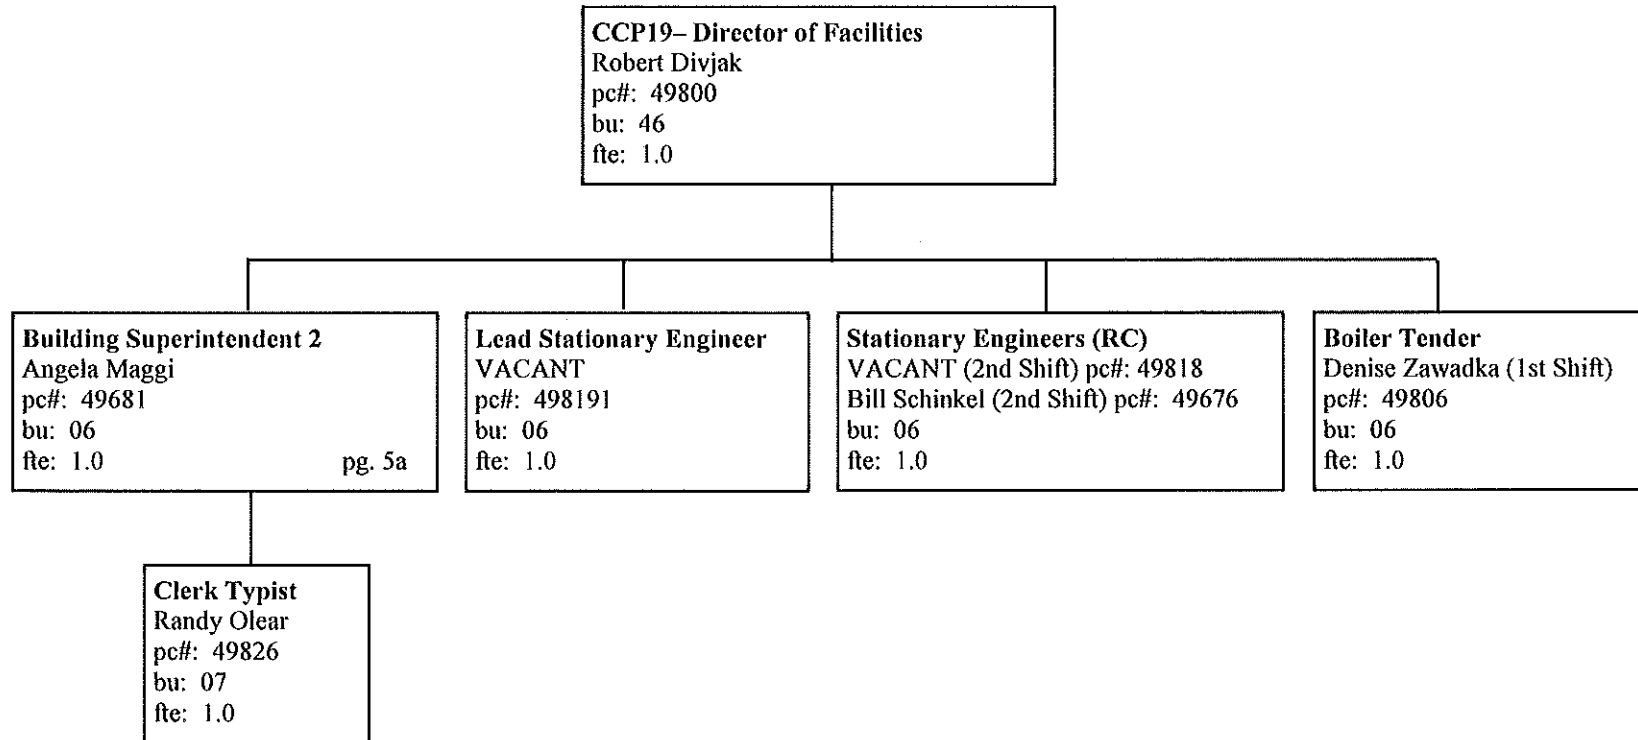 CCP19– Director of Facilities
Robert Divjak
pc#: 49800
bu: 46
fte: 1.0
Building Superintendent 2
Angela Maggi
pc#: 49681
bu: 06
fte: 1.0 pg. 5a
Lead Stationary Engineer
VACANT
pc#: 498191
bu: 06
fte: 1.0
Stationary Engineers (RC)
VACANT (2nd Shift) pc#: 49818
Bill Schinkel (2nd Shift) pc#: 49676
bu: 06
fte: 1.0
Boiler Tender
Denise Zawadka (1st Shift)
pc#: 49806
bu: 06
fte: 1.0
Clerk Typist
Randy Olear
pc#: 49826
bu: 07
fte: 1.0